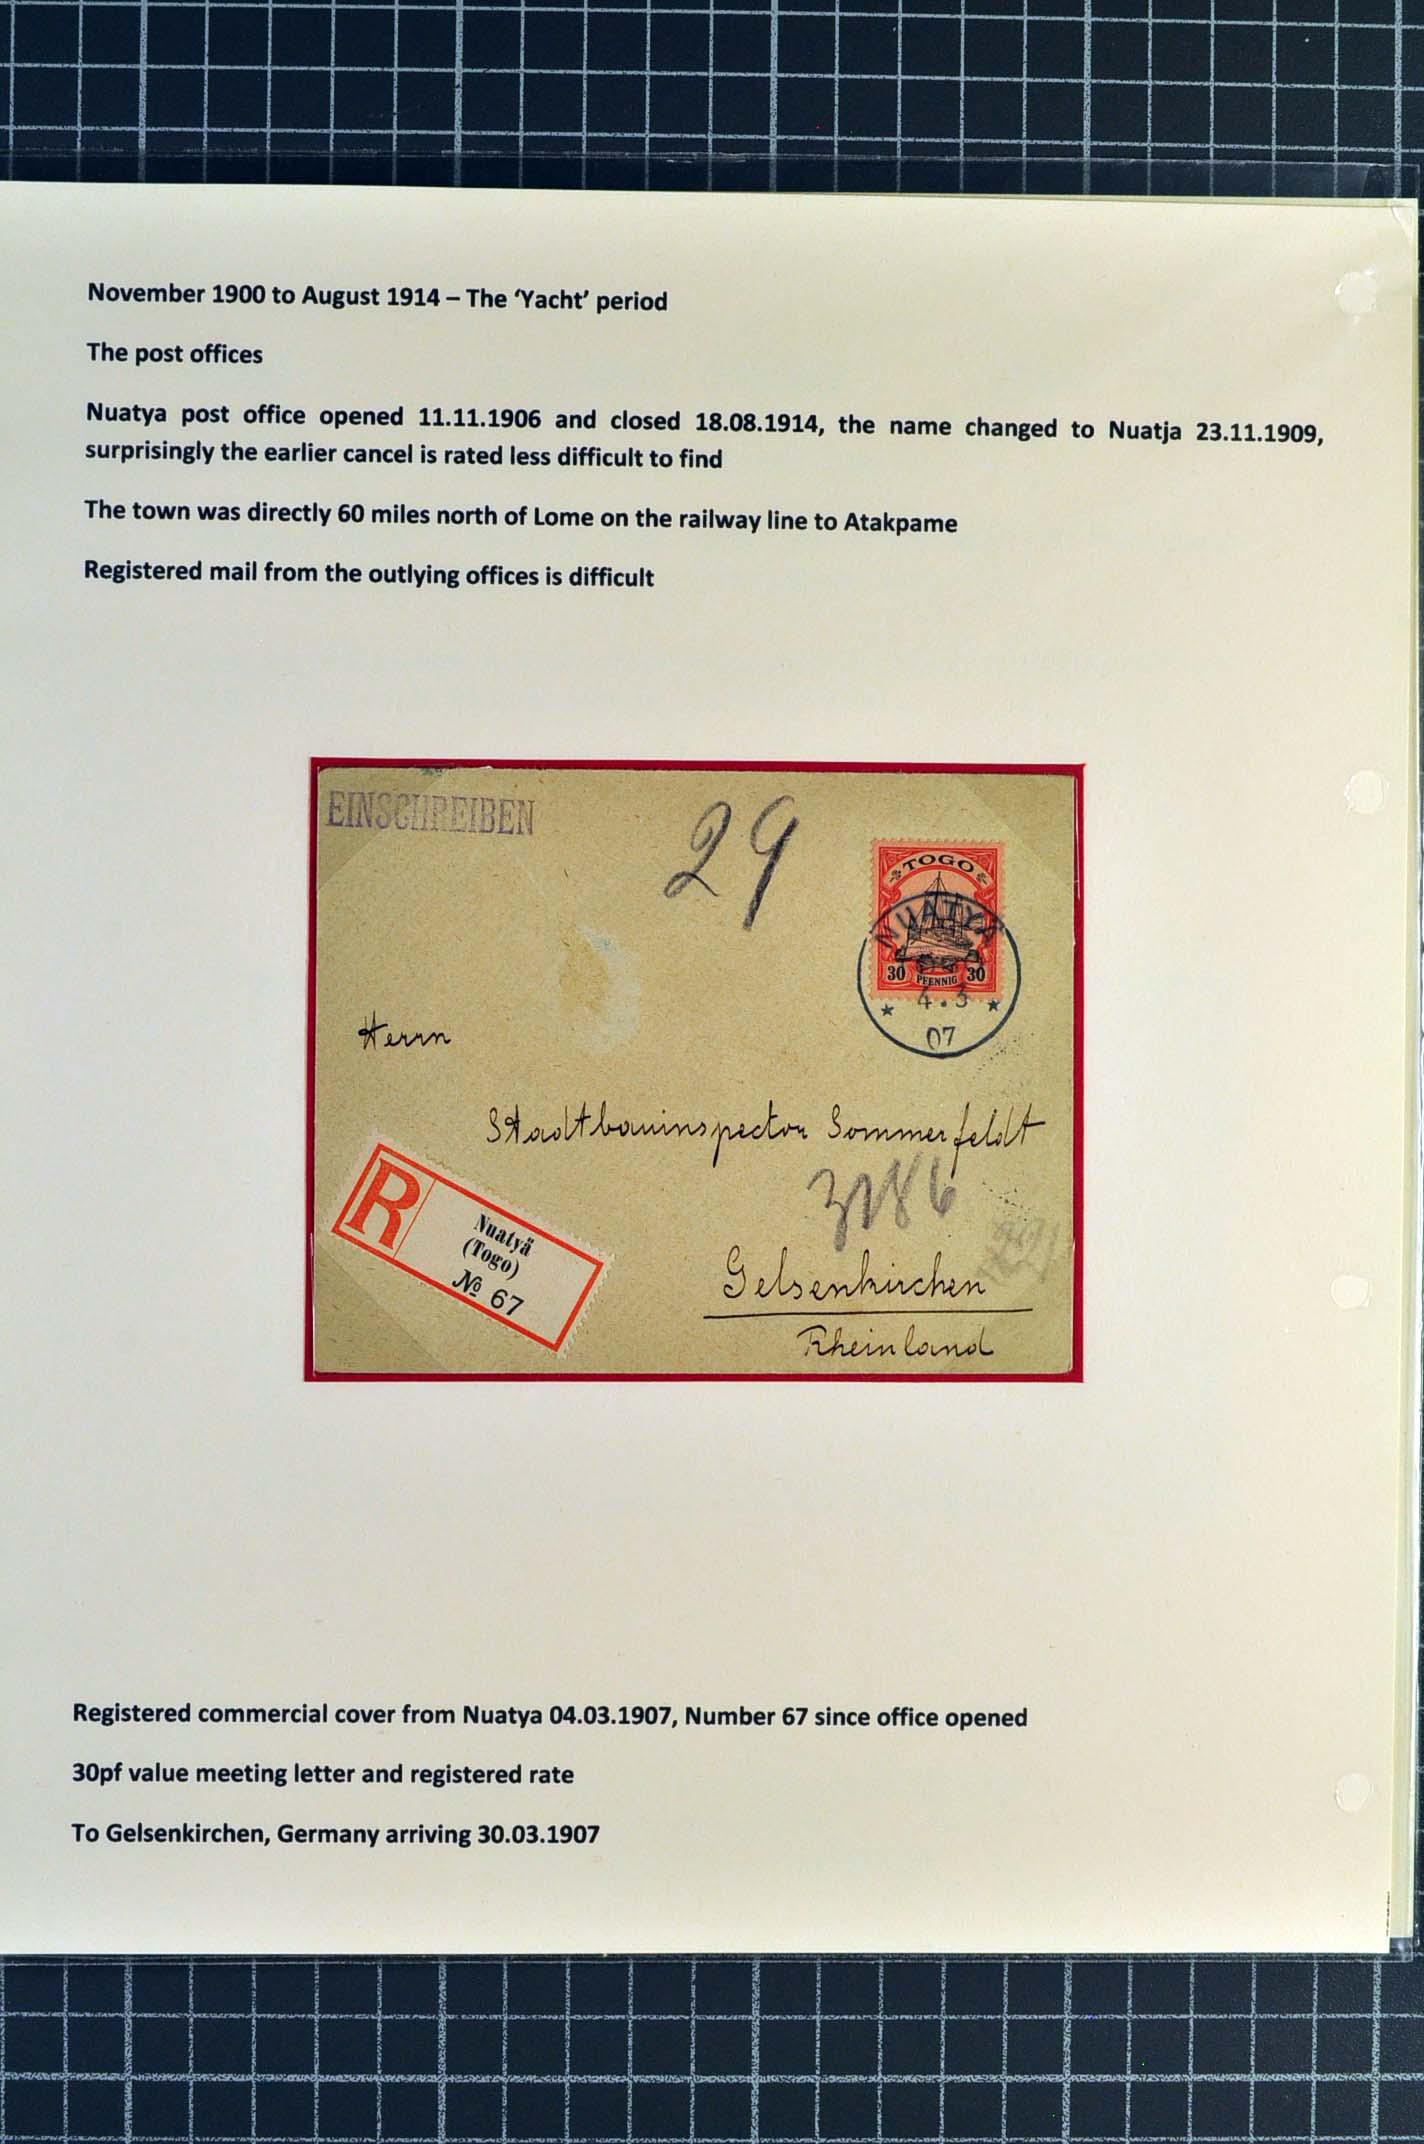 November 1900 to August 1914 – The ‘Yacht’ period
The post offices
Nuatya post office opened 11.11.1906 and closed 18.08.1914, the name changed to Nuatja 23.11.1909,
surprisingly the earlier cancel is rated less difficult to find
The town was directly 60 miles north of Lome on the railway line to Atakpame
Registered mail from the outlying offices is difficult
EINSCHREIBEN
29
TOGO
NUATYÄ
30 PFENNIG 30
4.3
07
Herrn
Stadtbauinspector Sommerfeldt
R
Nuatyä
(Togo)
№ 67
Gelsenkirchen
Rheinland
Registered commercial cover from Nuatya 04.03.1907, Number 67 since office opened
30pf value meeting letter and registered rate
To Gelsenkirchen, Germany arriving 30.03.1907